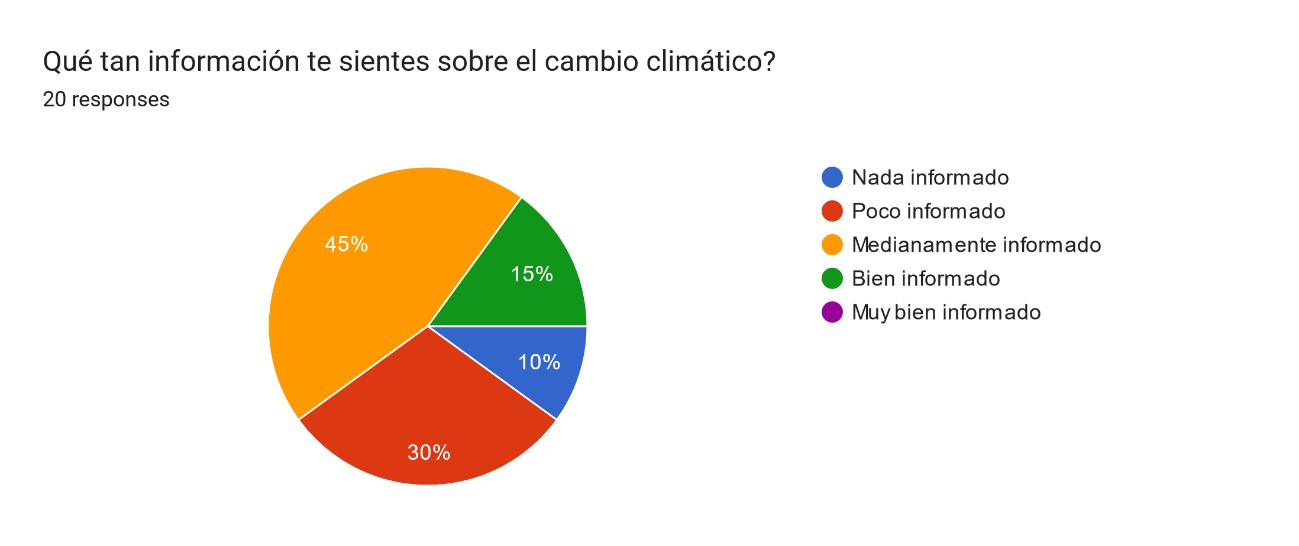 Qué tan información te sientes sobre el cambio climático?
20 responses
45%
15%
10%
30%
Nada informado
Poco informado
Medianamente informado
Bien informado
Muy bien informado